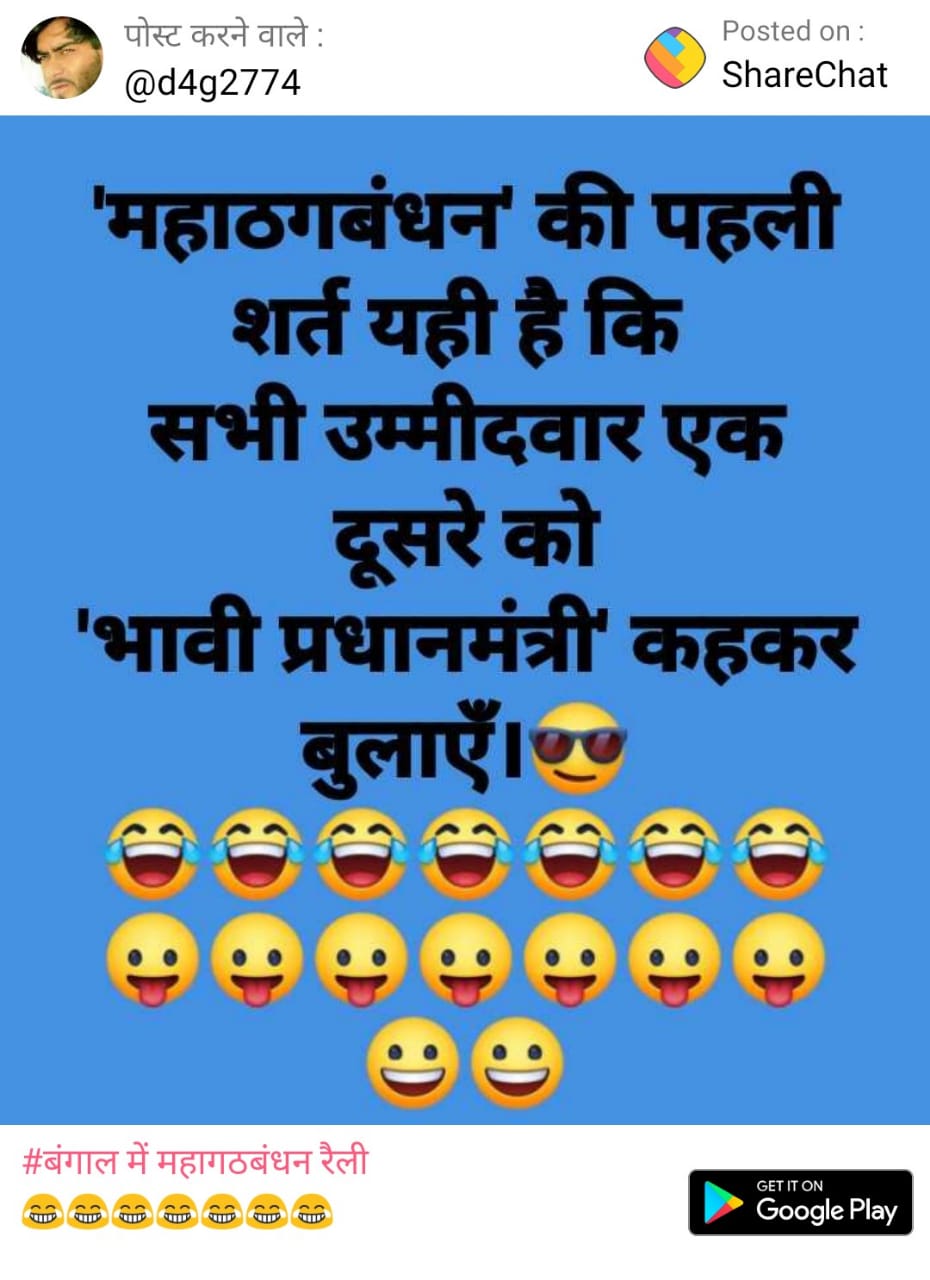 पोस्ट करने वाले :
@d4g2774
Posted on :
ShareChat
'महाठगबंधन' की पहली
शर्त यही है कि
सभी उम्मीदवार एक
दूसरे को
'भावी प्रधानमंत्री' कहकर
बुलाएँ।😎
😂😂😂😂😂😂😂
😛😛😛😛😛😛😛
😀😀
#बंगाल में महागठबंधन रैली
😂😂😂😂😂😂😂
GET IT ON
Google Play